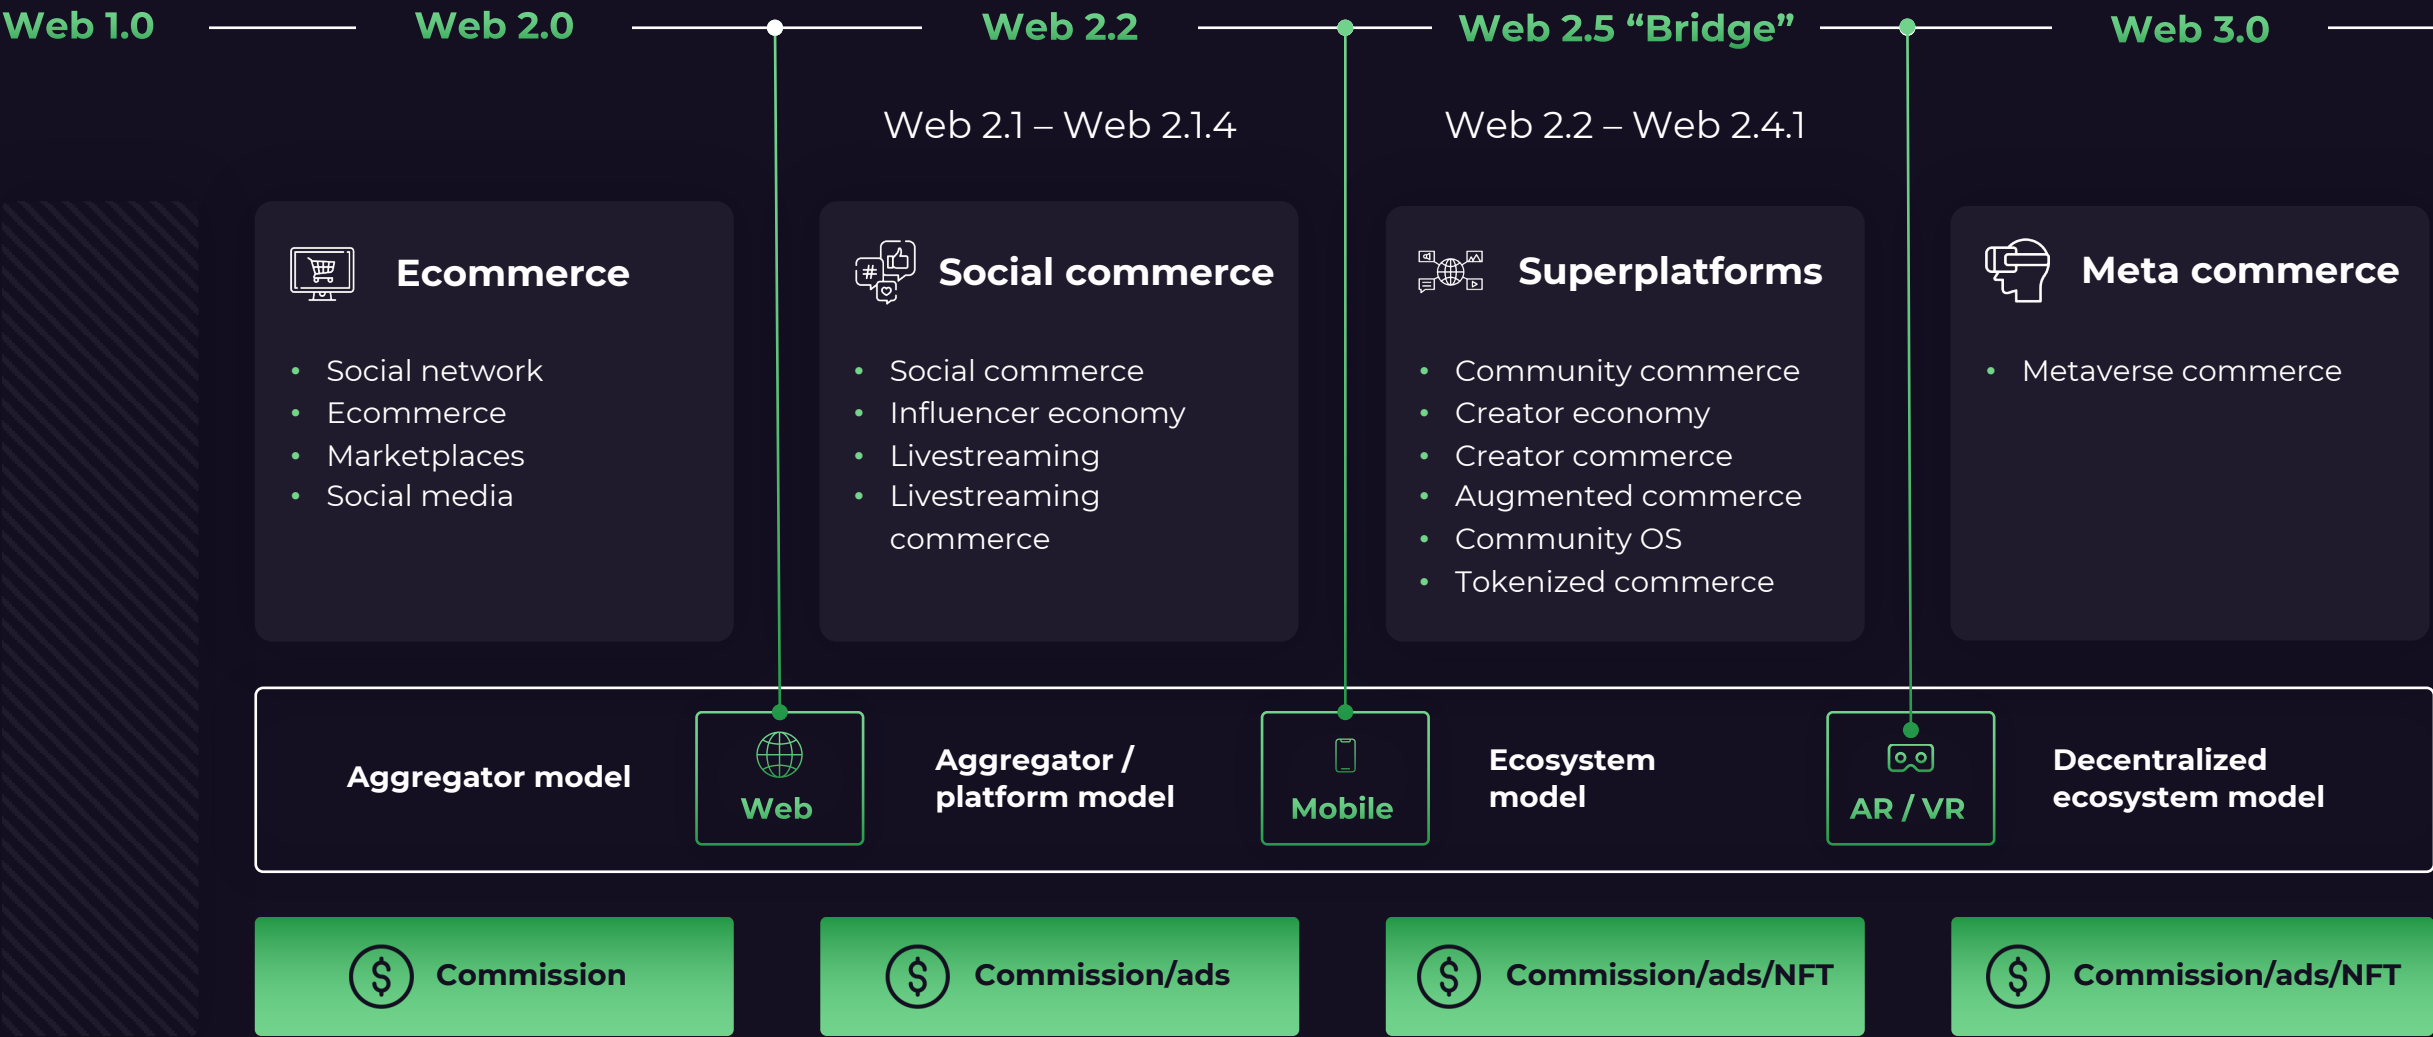 Web 1.0
Web 2.0
Web 2.2
Web 2.5 “Bridge”
Web 3.0
Web 2.1 – Web 2.1.4
Web 2.2 – Web 2.4.1
Ecommerce
• Social network
• Ecommerce
• Marketplaces
• Social media
#
Social commerce
• Social commerce
• Influencer economy
• Livestreaming
• Livestreaming
commerce
Superplatforms
• Community commerce
• Creator economy
• Creator commerce
• Augmented commerce
• Community OS
• Tokenized commerce
Meta commerce
• Metaverse commerce
Aggregator model
Web
Aggregator /
platform model
Mobile
Ecosystem
model
AR / VR
Decentralized
ecosystem model
$ Commission
$ Commission/ads
$ Commission/ads/NFT
$ Commission/ads/NFT